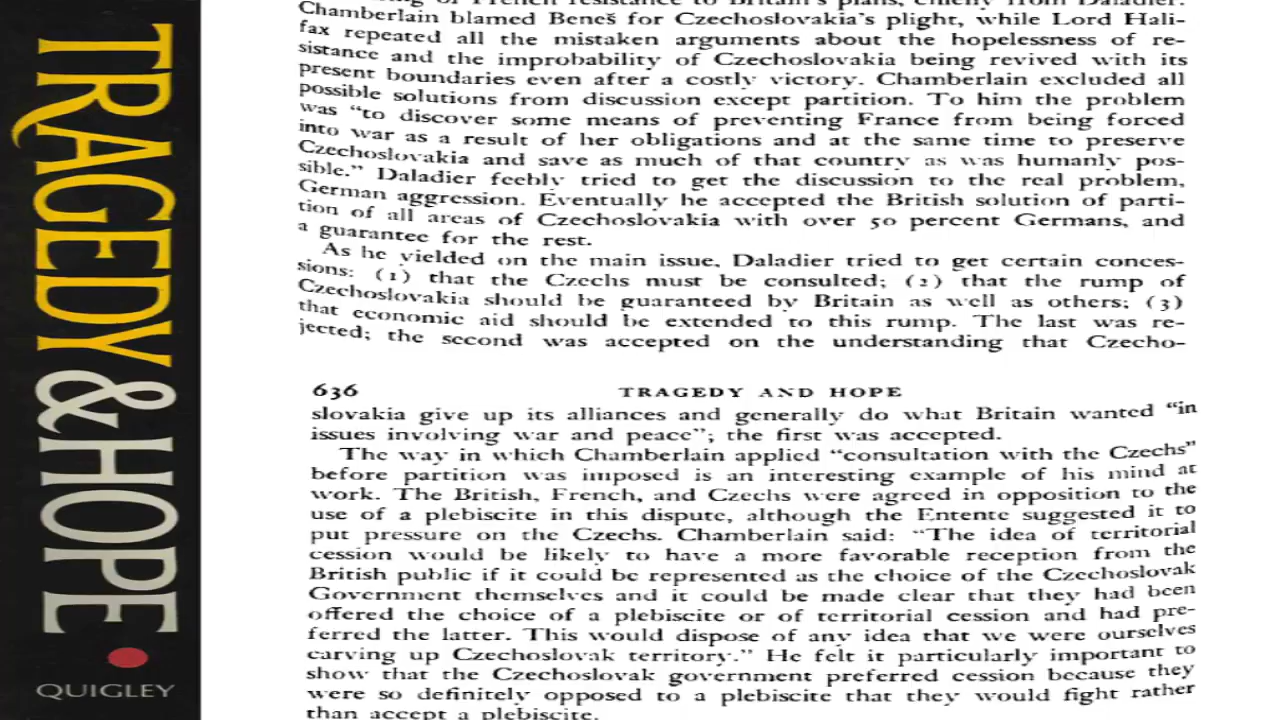 TRAGEDY & HOPE
QUIGLEY
of French resistance to Britain's plans, chiefly from Daladier.
Chamberlain blamed Beneš for Czechoslovakia's plight, while Lord Hali-
fax repeated all the mistaken arguments about the hopelessness of re-
sistance and the improbability of Czechoslovakia being revived with its
present boundaries even after a costly victory. Chamberlain excluded all
possible solutions from discussion except partition. To him the problem
was "to discover some means of preventing France from being forced
into war as a result of her obligations and at the same time to preserve
Czechoslovakia and save as much of that country as was humanly pos-
sible." Daladier feebly tried to get the discussion to the real problem,
German aggression. Eventually he accepted the British solution of parti-
tion of all areas of Czechoslovakia with over 50 percent Germans, and
a guarantee for the rest.
As he yielded on the main issue, Daladier tried to get certain conces-
sions: (1) that the Czechs must be consulted; (2) that the rump of
Czechoslovakia should be guaranteed by Britain as well as others; (3)
that economic aid should be extended to this rump. The last was re-
jected; the second was accepted on the understanding that Czecho-
636 TRAGEDY AND HOPE
slovakia give up its alliances and generally do what Britain wanted "in
issues involving war and peace"; the first was accepted.
The way in which Chamberlain applied "consultation with the Czechs"
before partition was imposed is an interesting example of his mind at
work. The British, French, and Czechs were agreed in opposition to the
use of a plebiscite in this dispute, although the Entente suggested it to
put pressure on the Czechs. Chamberlain said: "The idea of territorial
cession would be likely to have a more favorable reception from the
British public if it could be represented as the choice of the Czechoslovak
Government themselves and it could be made clear that they had been
offered the choice of a plebiscite or of territorial cession and had pre-
ferred the latter. This would dispose of any idea that we were ourselves
carving up Czechoslovak territory." He felt it particularly important to
show that the Czechoslovak government preferred cession because they
were so definitely opposed to a plebiscite that they would fight rather
than accept a plebiscite.